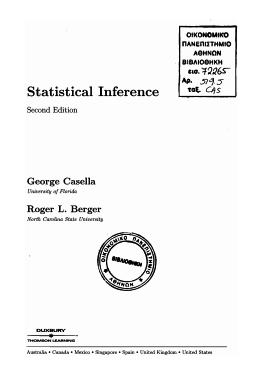 ΟΙΚΟΝΟΜΙΚΟ
ΠΑΝΕΠΙΣΤΗΜΙΟ
ΑΘΗΝΩΝ
ΒΙΒΛΙΟΘΗΚΗ
εισ. 72265
Αρ. 519.5
ταξ. CAS
Statistical Inference
Second Edition
George Casella
University of Florida
Roger L. Berger
North Carolina State University
ΟΙΚΟΝΟΜΙΚΟ ΠΑΝΕΠΙΣΤΗΜΙΟ
ΒΙΒΛΙΟΘΗΚΗ
ΑΘΗΝΩΝ
DUXBURY
THOMSON LEARNING
Australia • Canada • Mexico • Singapore • Spain • United Kingdom • United States